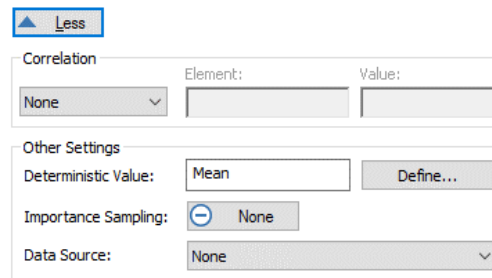 Less
Correlation
Element: Value:
None
Other Settings
Deterministic Value: Mean Define...
Importance Sampling: None
Data Source: None